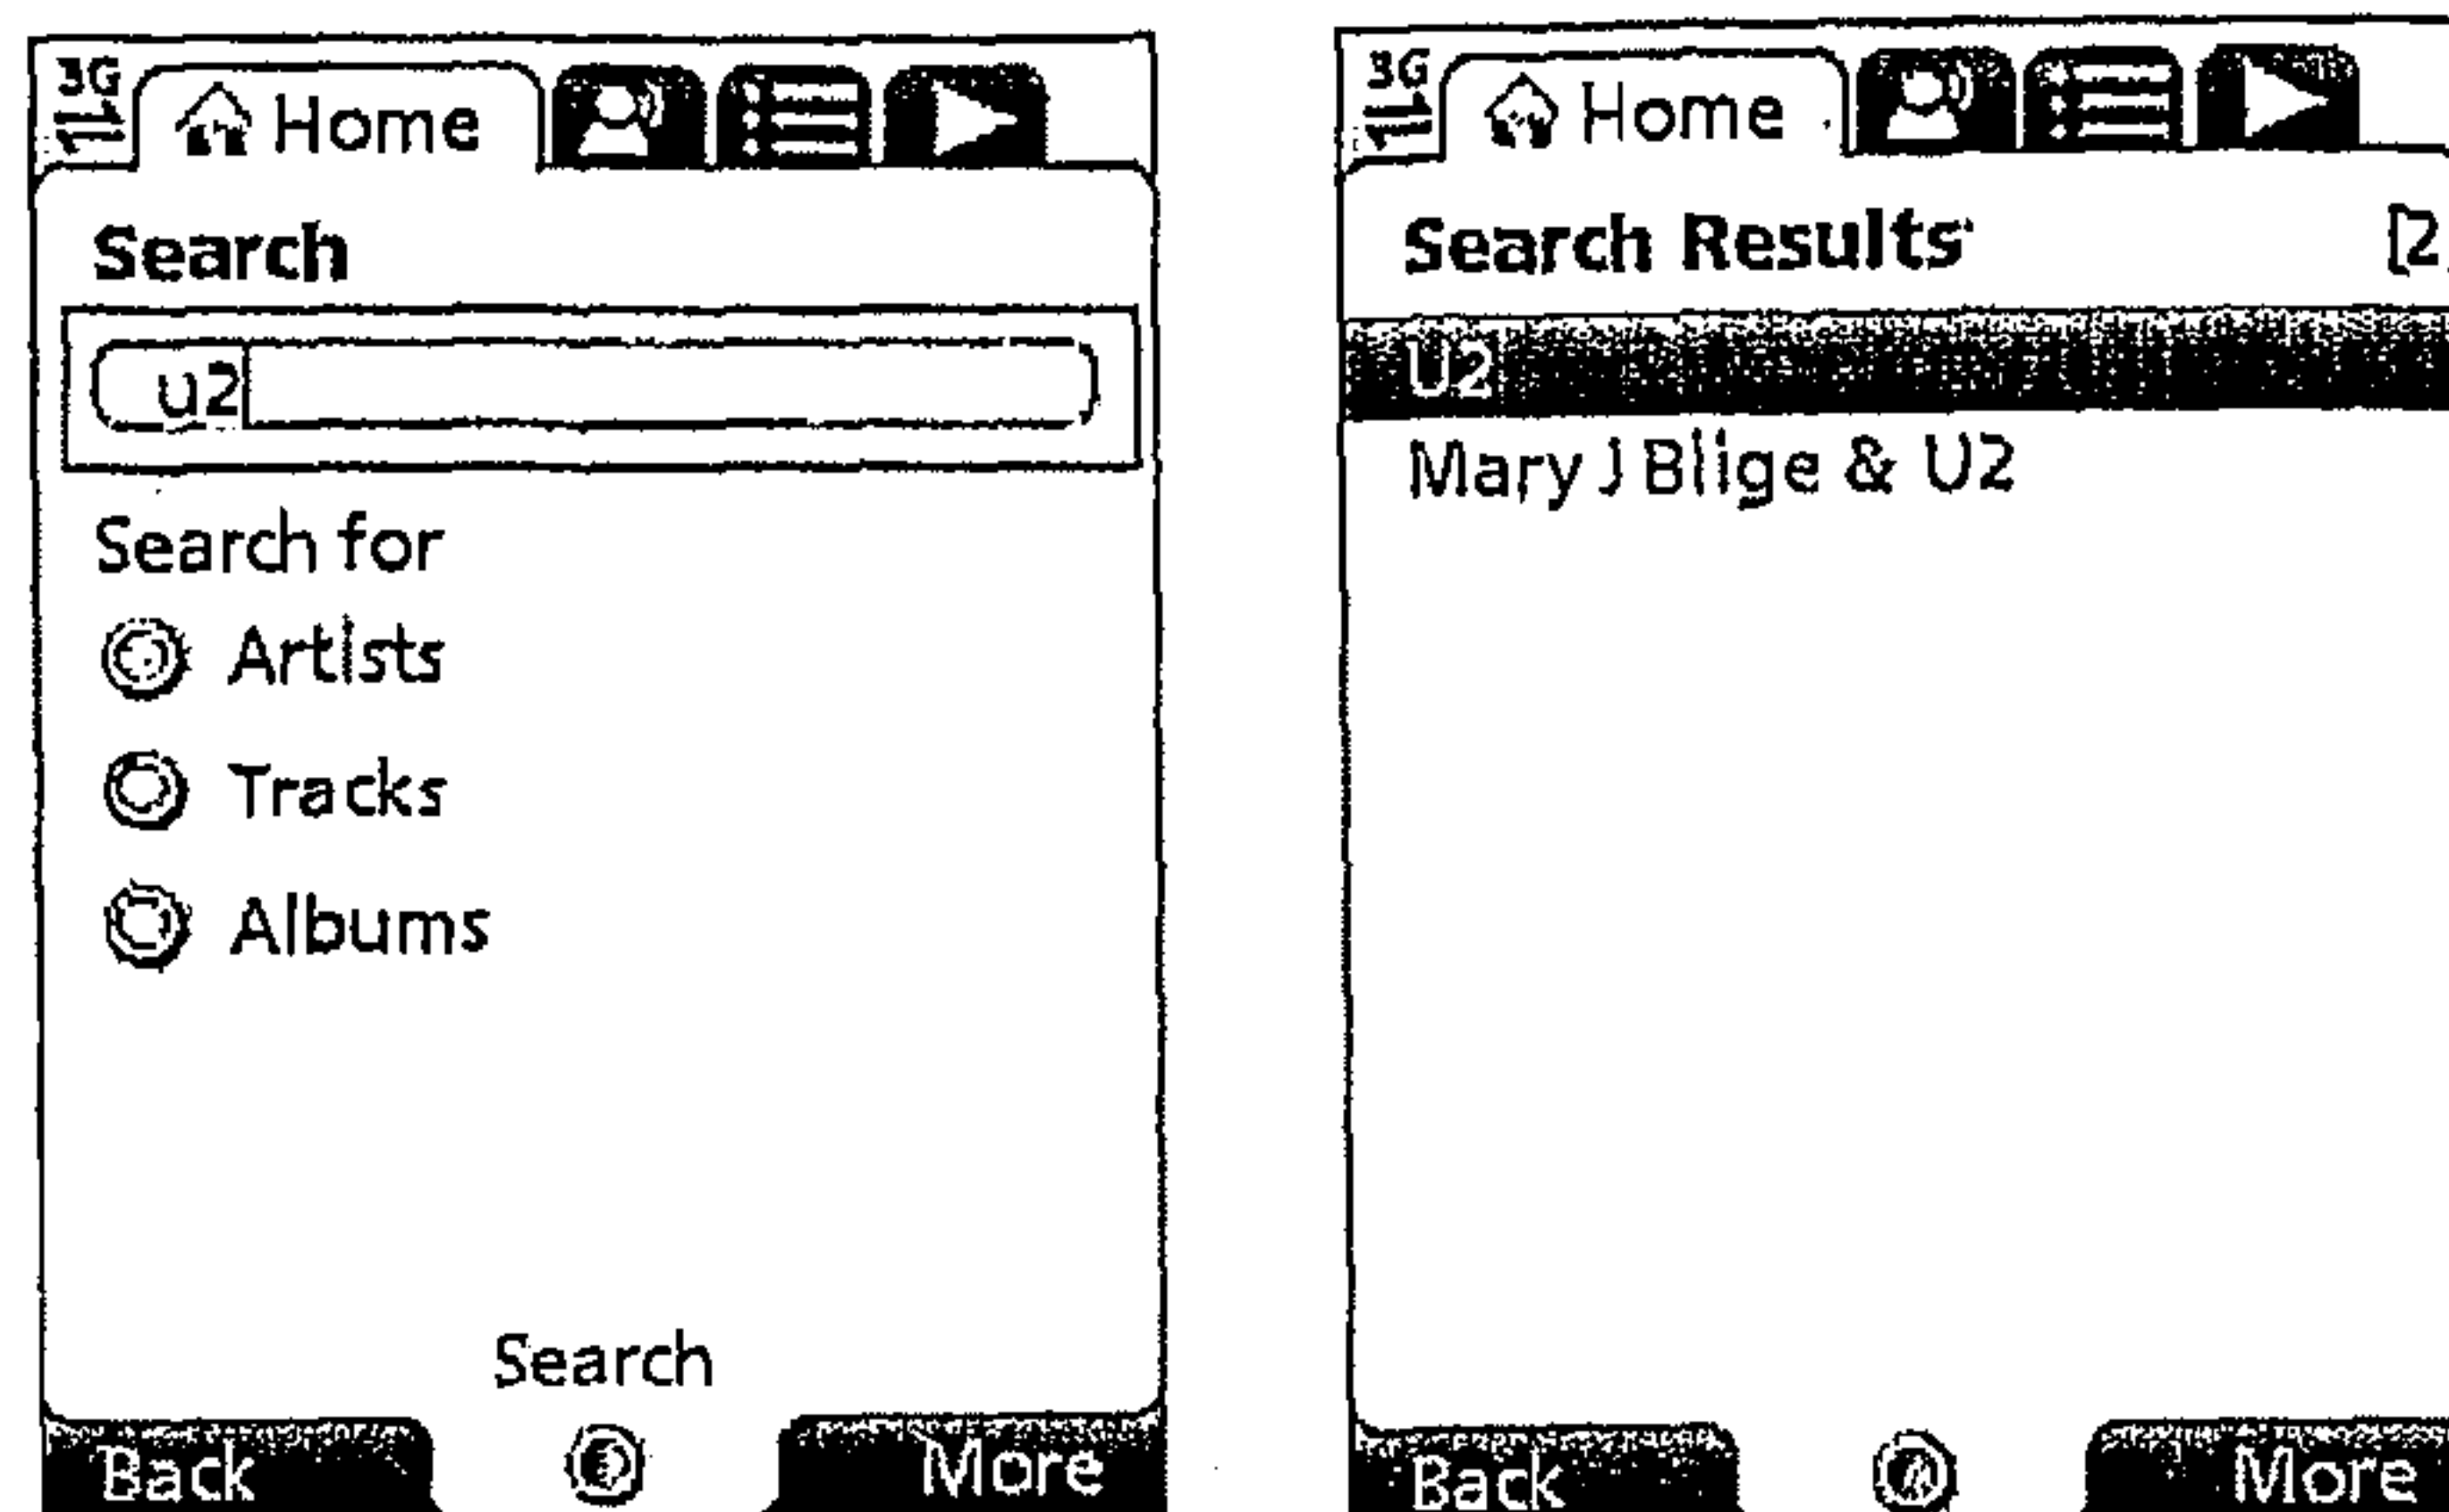 3G
Home
Search
u2
Search for
Artists
Tracks
Albums
Search
Back
More
3G
Home
Search Results
U2
Mary J Blige & U2
Back
More